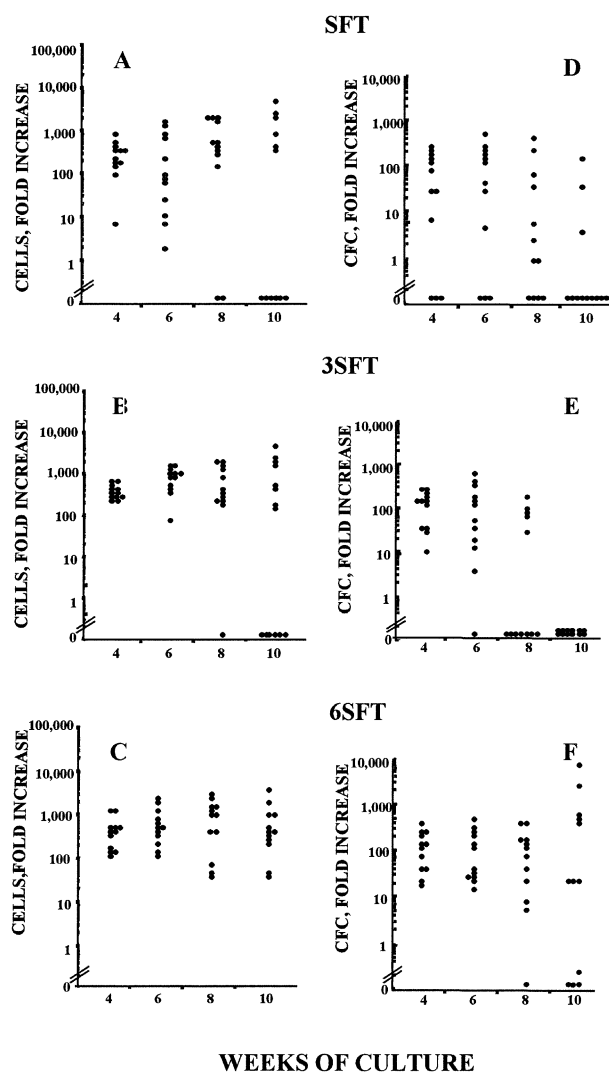 SFT
A
CELLS, FOLD INCREASE
100,000
10,000
1,000
100
10
1
0
4 6 8 10
D
CFC, FOLD INCREASE
10,000
1,000
100
10
1
0
4 6 8 10
3SFT
B
CELLS, FOLD INCREASE
100,000
10,000
1,000
100
10
1
0
4 6 8 10
E
CFC, FOLD INCREASE
10,000
1,000
100
10
1
0
4 6 8 10
6SFT
C
CELLS,FOLD INCREASE
100,000
10,000
1,000
100
10
1
0
4 6 8 10
F
CFC, FOLD INCREASE
10,000
1,000
100
10
1
0
4 6 8 10
WEEKS OF CULTURE